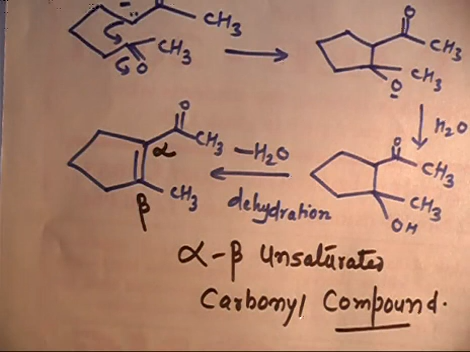 O
CH₃
CH₃
O
O
CH₃
CH₃
O
H₂O
O
CH₃
α
CH₃
β
–H₂O
dehydration
O
CH₃
CH₃
OH
α-β Unsaturated
Carbonyl Compound.